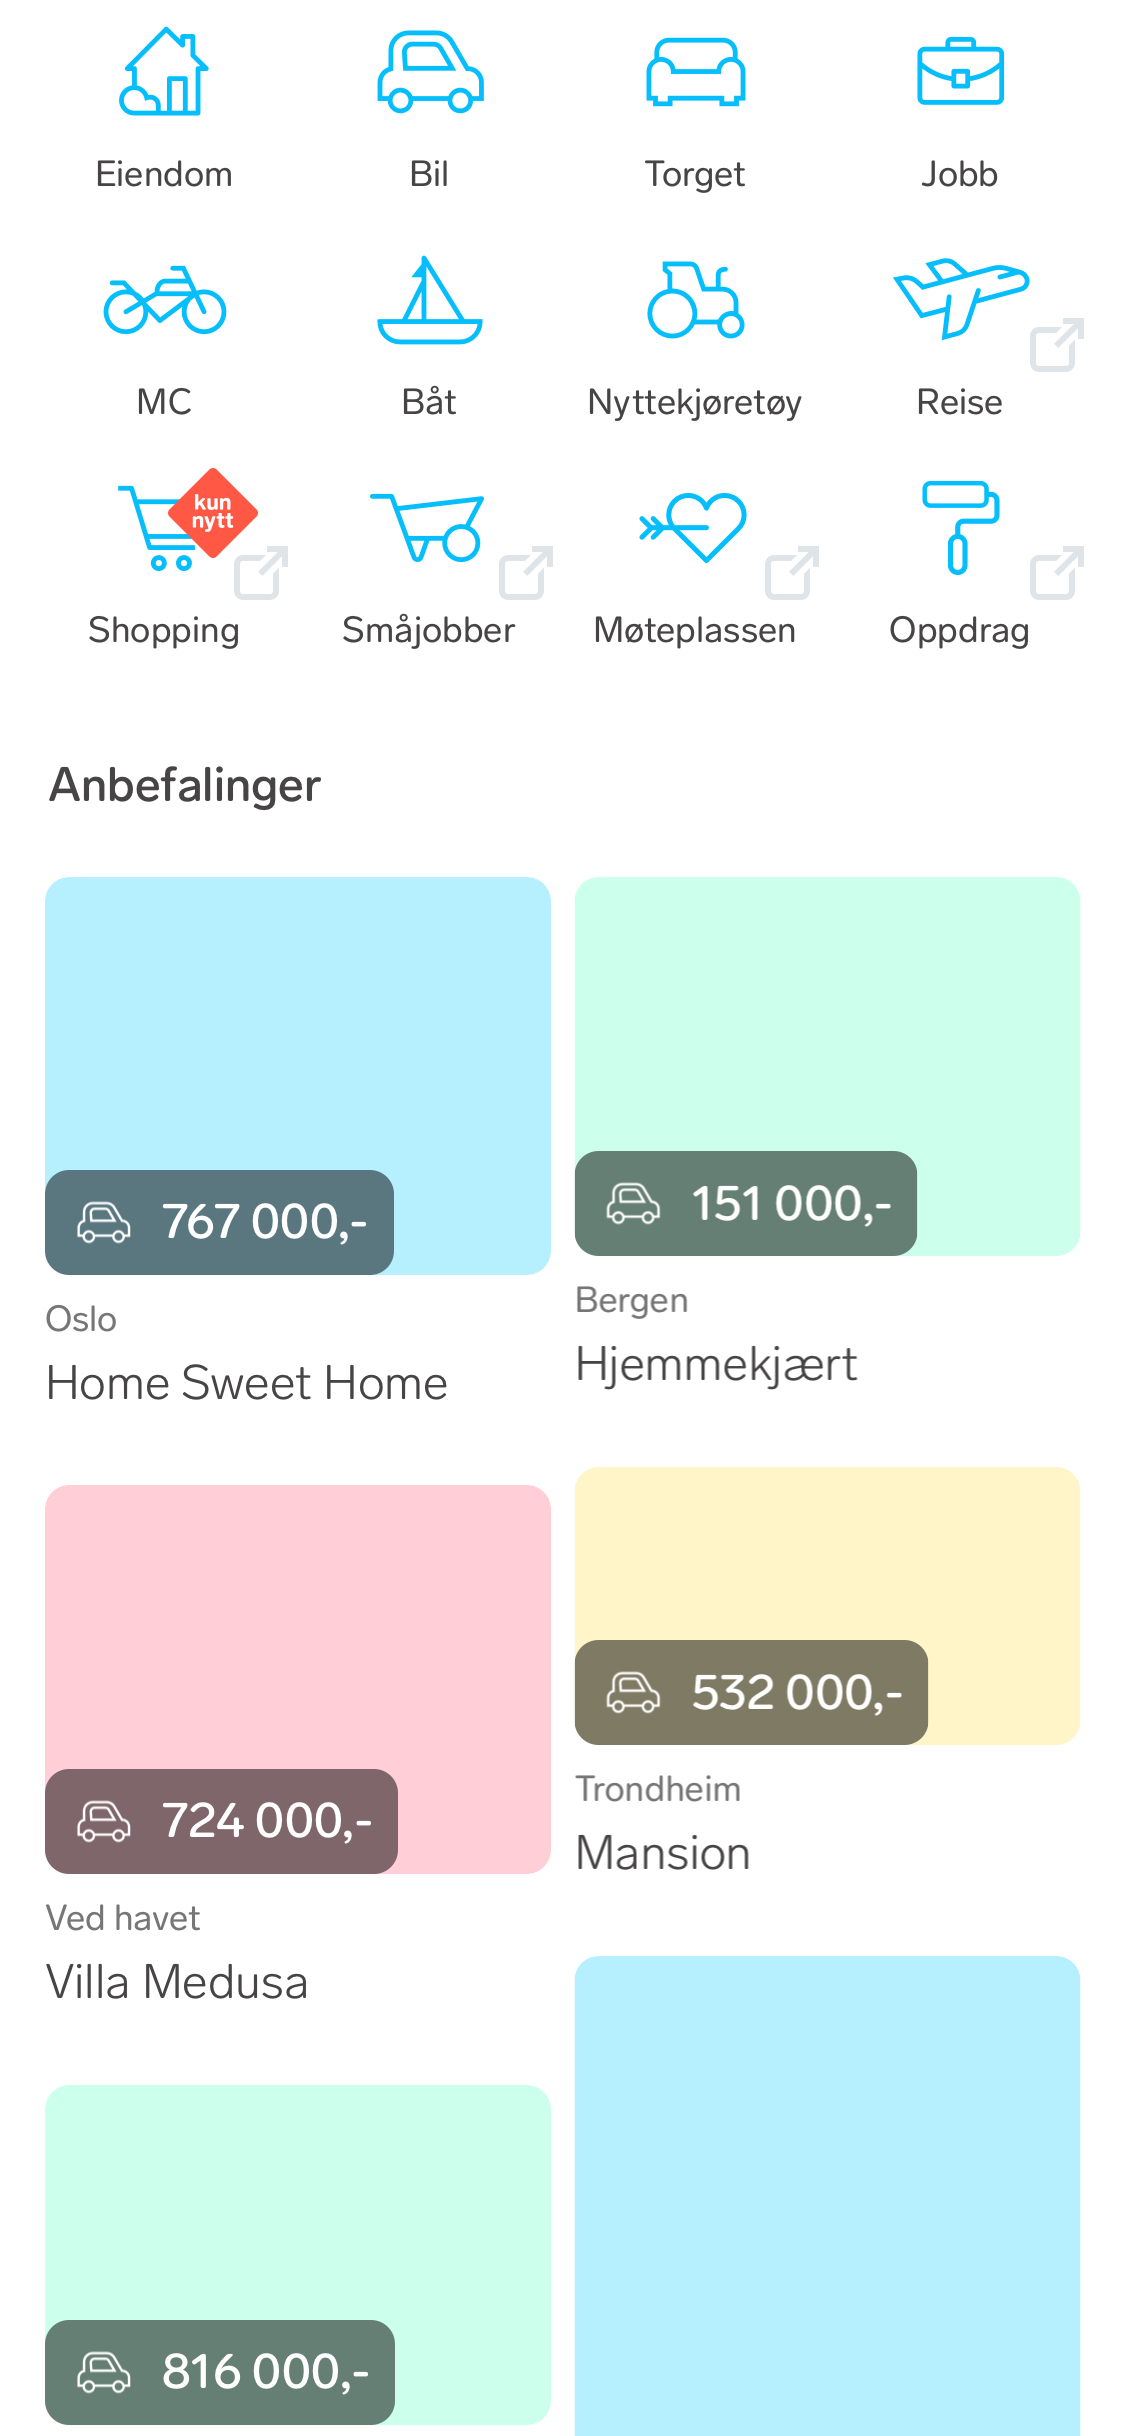 Eiendom
Bil
Torget
Jobb
MC
Båt
Nyttekjøretøy
Reise
kun
nytt
Shopping
Småjobber
Møteplassen
Oppdrag
Anbefalinger
767 000,-
Oslo
Home Sweet Home
151 000,-
Bergen
Hjemmekjært
724 000,-
Ved havet
Villa Medusa
532 000,-
Trondheim
Mansion
816 000,-